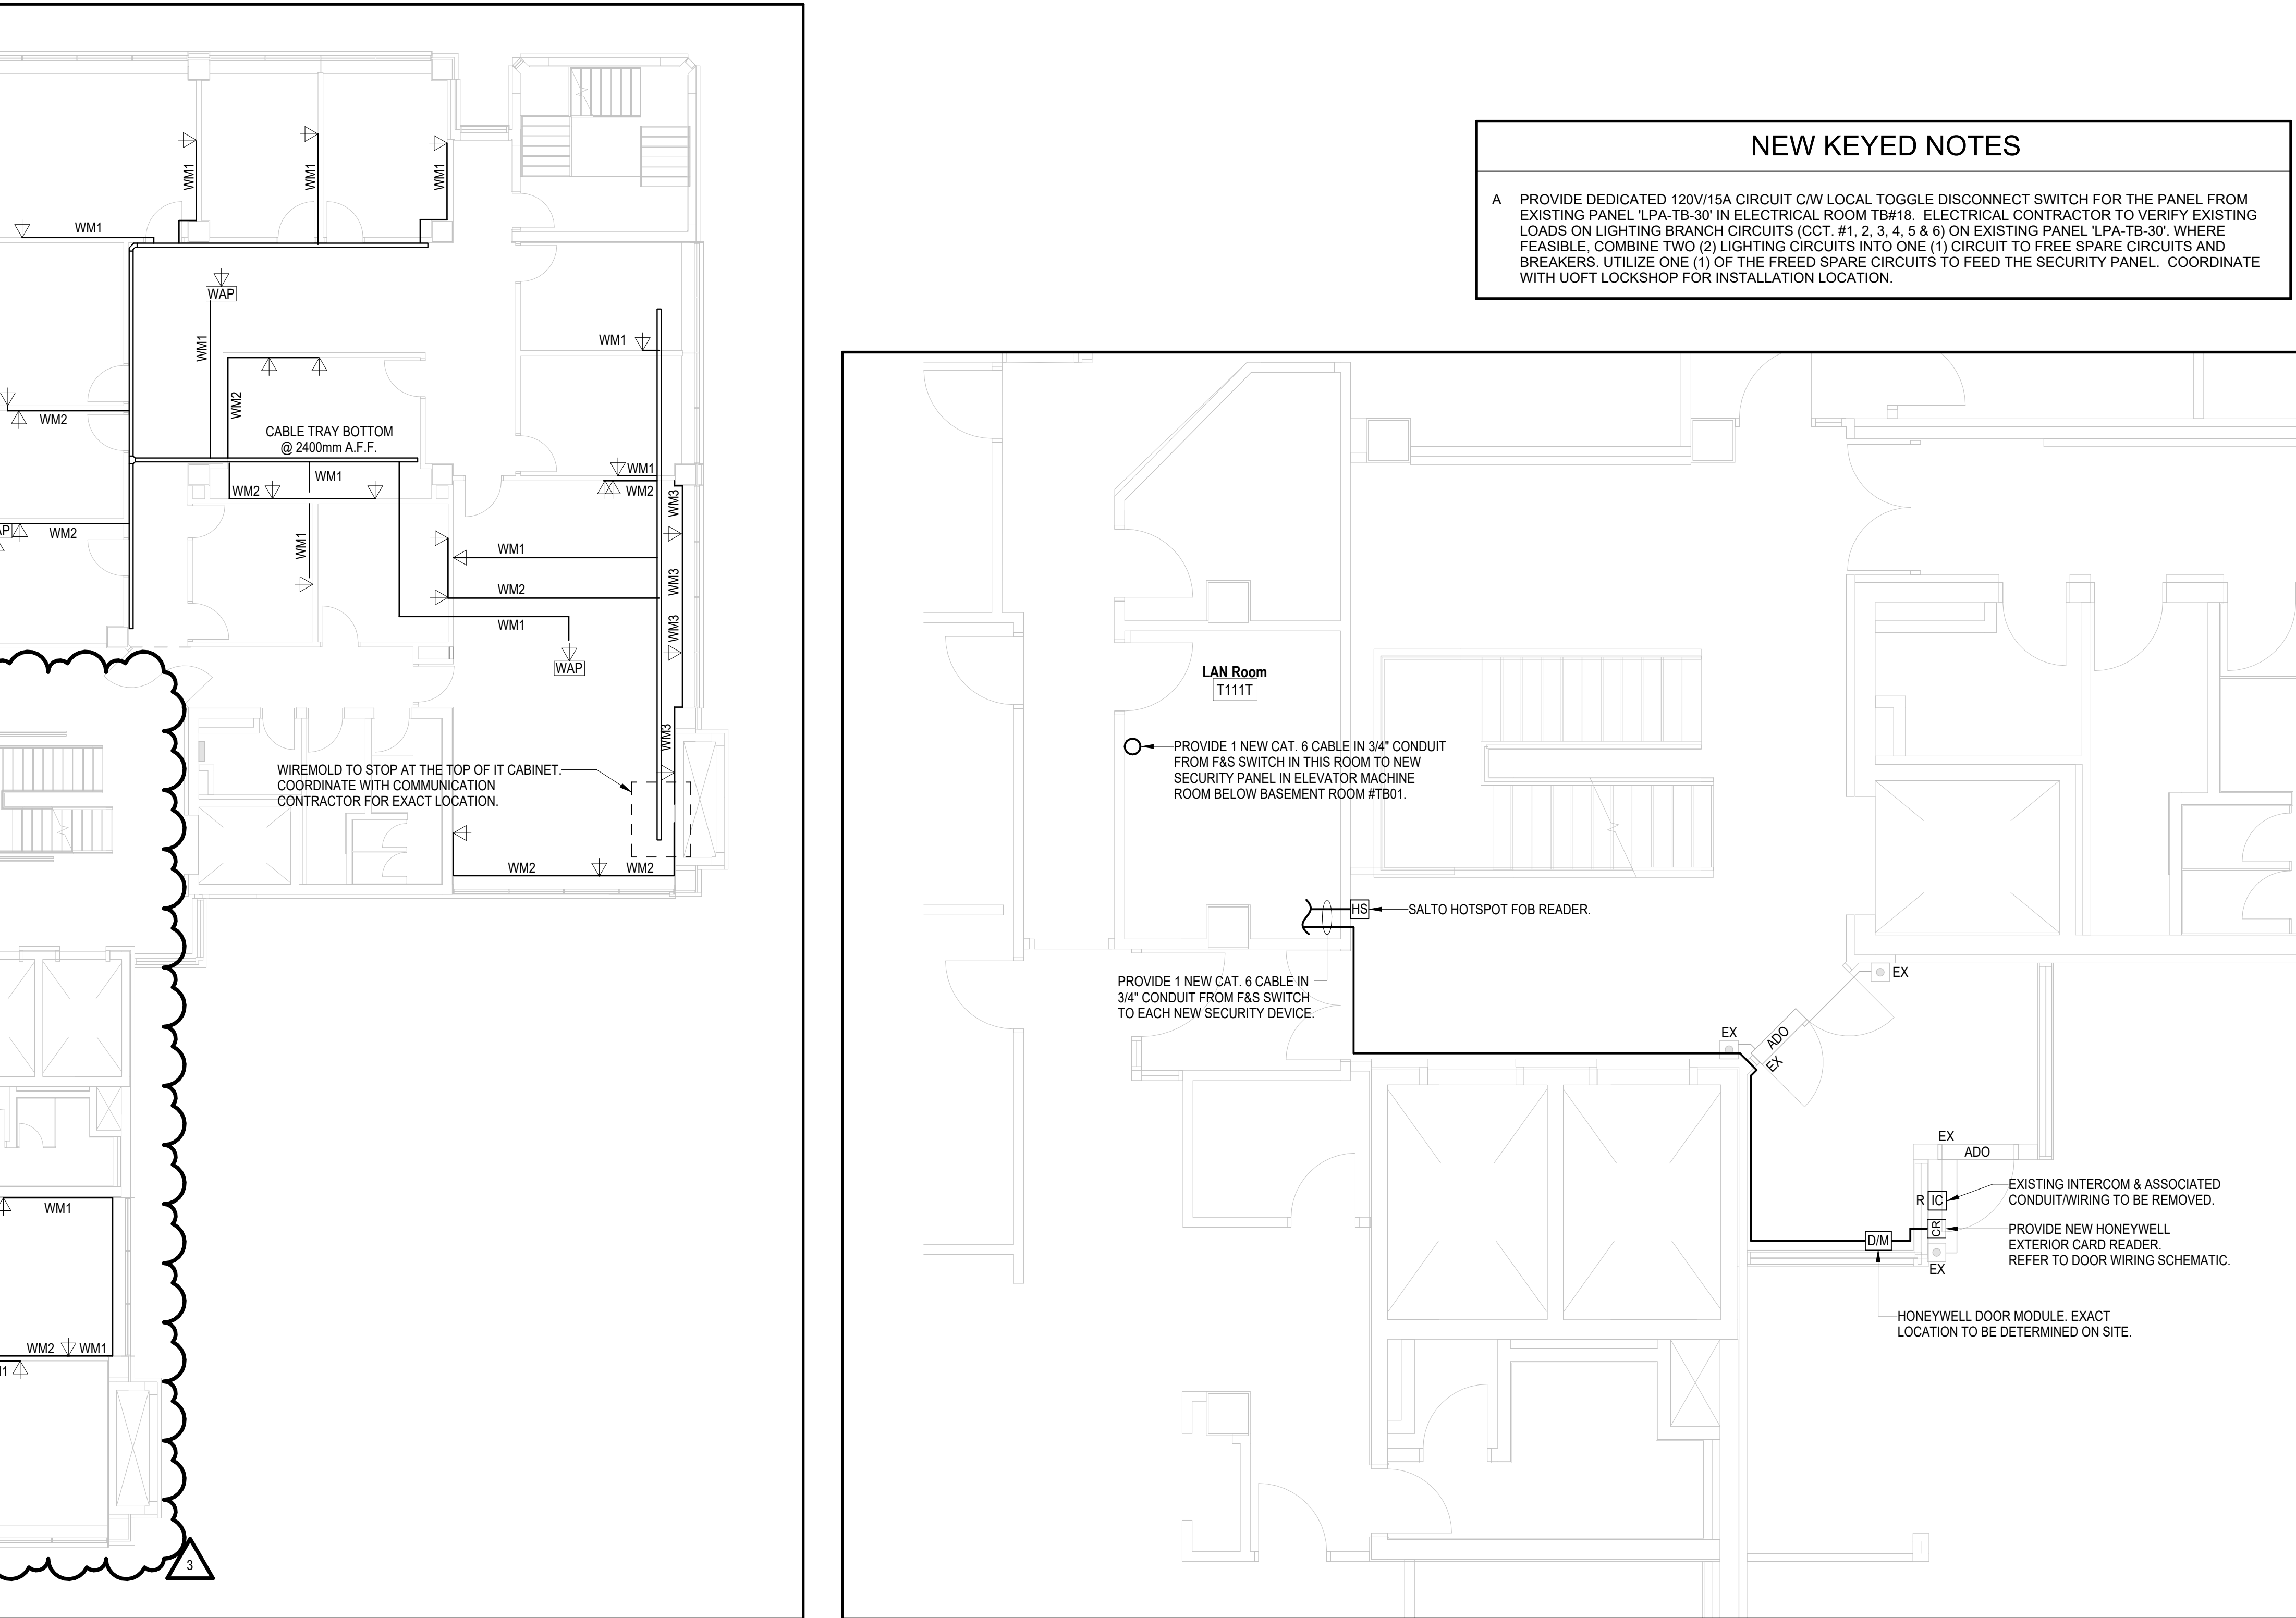 WM1
WM1
WM1
WM1
WAP
WM1
WM1
WM2
WM2
CABLE TRAY BOTTOM
@ 2400mm A.F.F.
WM1
WM2
WM1
WM2
WM3
WM2
WM1
WM1
WM3
WM2
WM1
WM3
WAP
WM3
WIREMOLD TO STOP AT THE TOP OF IT CABINET.
COORDINATE WITH COMMUNICATION
CONTRACTOR FOR EXACT LOCATION.
WM2
WM2
WM1
WM2
WM1
3
NEW KEYED NOTES
A PROVIDE DEDICATED 120V/15A CIRCUIT C/W LOCAL TOGGLE DISCONNECT SWITCH FOR THE PANEL FROM
EXISTING PANEL 'LPA-TB-30' IN ELECTRICAL ROOM TB#18. ELECTRICAL CONTRACTOR TO VERIFY EXISTING
LOADS ON LIGHTING BRANCH CIRCUITS (CCT. #1, 2, 3, 4, 5 & 6) ON EXISTING PANEL 'LPA-TB-30'. WHERE
FEASIBLE, COMBINE TWO (2) LIGHTING CIRCUITS INTO ONE (1) CIRCUIT TO FREE SPARE CIRCUITS AND
BREAKERS. UTILIZE ONE (1) OF THE FREED SPARE CIRCUITS TO FEED THE SECURITY PANEL. COORDINATE
WITH UOFT LOCKSHOP FOR INSTALLATION LOCATION.
LAN Room
T111T
PROVIDE 1 NEW CAT. 6 CABLE IN 3/4" CONDUIT
FROM F&S SWITCH IN THIS ROOM TO NEW
SECURITY PANEL IN ELEVATOR MACHINE
ROOM BELOW BASEMENT ROOM #TB01.
HS
SALTO HOTSPOT FOB READER.
PROVIDE 1 NEW CAT. 6 CABLE IN
3/4" CONDUIT FROM F&S SWITCH
TO EACH NEW SECURITY DEVICE.
EX
EX
ADO
EX
EX
ADO
R IC
EXISTING INTERCOM & ASSOCIATED
CONDUIT/WIRING TO BE REMOVED.
CR
PROVIDE NEW HONEYWELL
EXTERIOR CARD READER.
REFER TO DOOR WIRING SCHEMATIC.
D/M
EX
HONEYWELL DOOR MODULE. EXACT
LOCATION TO BE DETERMINED ON SITE.